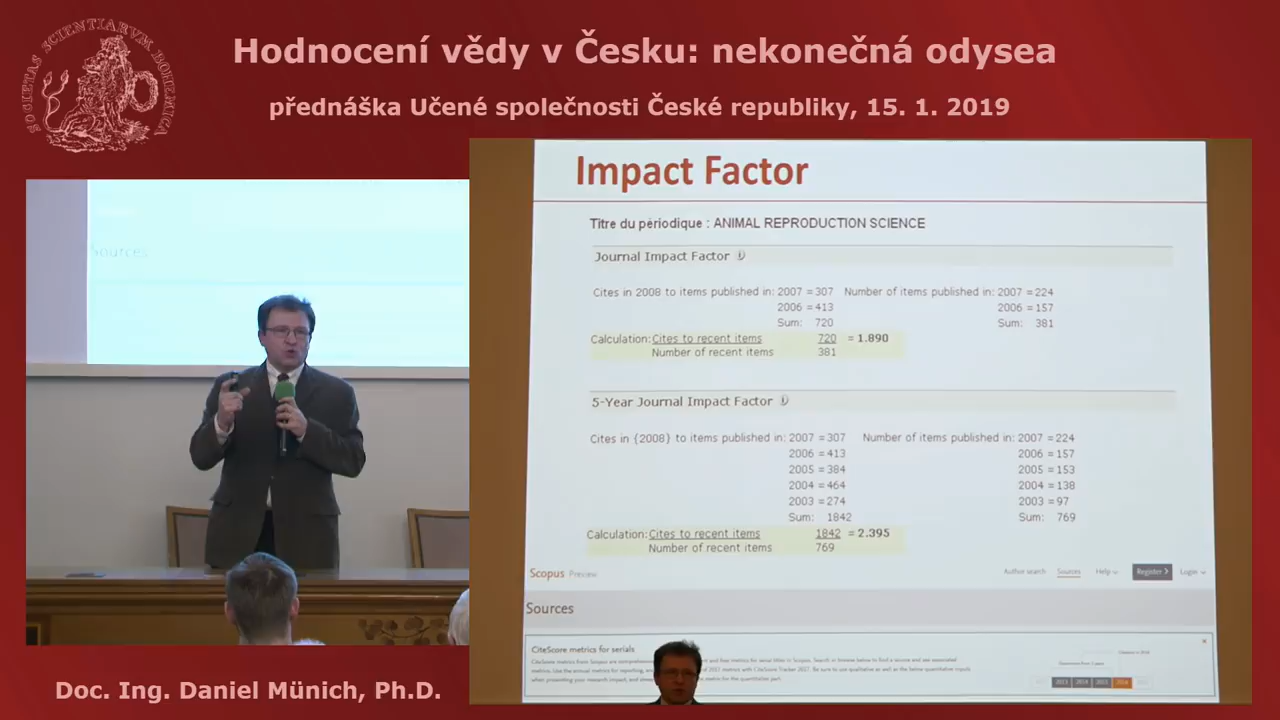 SOCIETAS SCIENTIARVM BOHEMICA
Hodnocení vědy v Česku: nekonečná odysea
přednáška Učené společnosti České republiky, 15. 1. 2019
Sources
Impact Factor
Titre du périodique : ANIMAL REPRODUCTION SCIENCE
Journal Impact Factor
Cites in 2008 to items published in: 2007 =307 Number of items published in: 2007 =224
2006 =413 2006 =157
Sum: 720 Sum: 381
Calculation: Cites to recent items 720 = 1.890
Number of recent items 381
5-Year Journal Impact Factor
Cites in {2008} to items published in: 2007 =307 Number of items published in: 2007 =224
2006 =413 2006 =157
2005 =384 2005 =153
2004 =464 2004 =138
2003 =274 2003 =97
Sum: 1842 Sum: 769
Calculation: Cites to recent items 1842 = 2.395
Number of recent items 769
Scopus Preview Author search Sources Help Register Login
Sources
CiteScore metrics for serials
Doc. Ing. Daniel Münich, Ph.D.